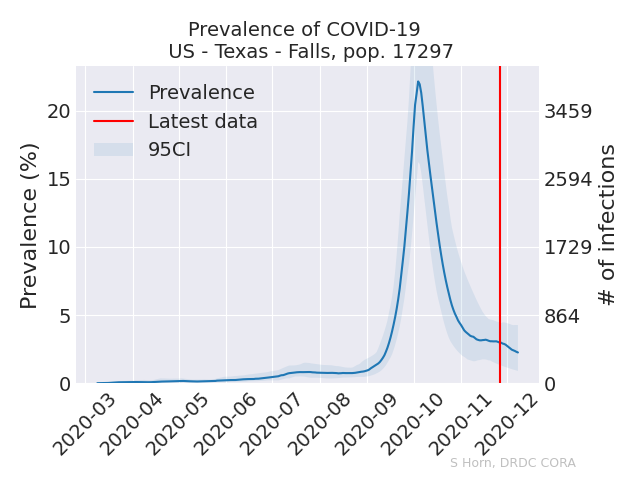 Prevalence of COVID-19
US - Texas - Falls, pop. 17297
Prevalence
Latest data
95CI
Prevalence (%)
20
15
10
5
0
# of infections
3459
2594
1729
864
0
2020-03
2020-04
2020-05
2020-06
2020-07
2020-08
2020-09
2020-10
2020-11
2020-12
S Horn, DRDC CORA